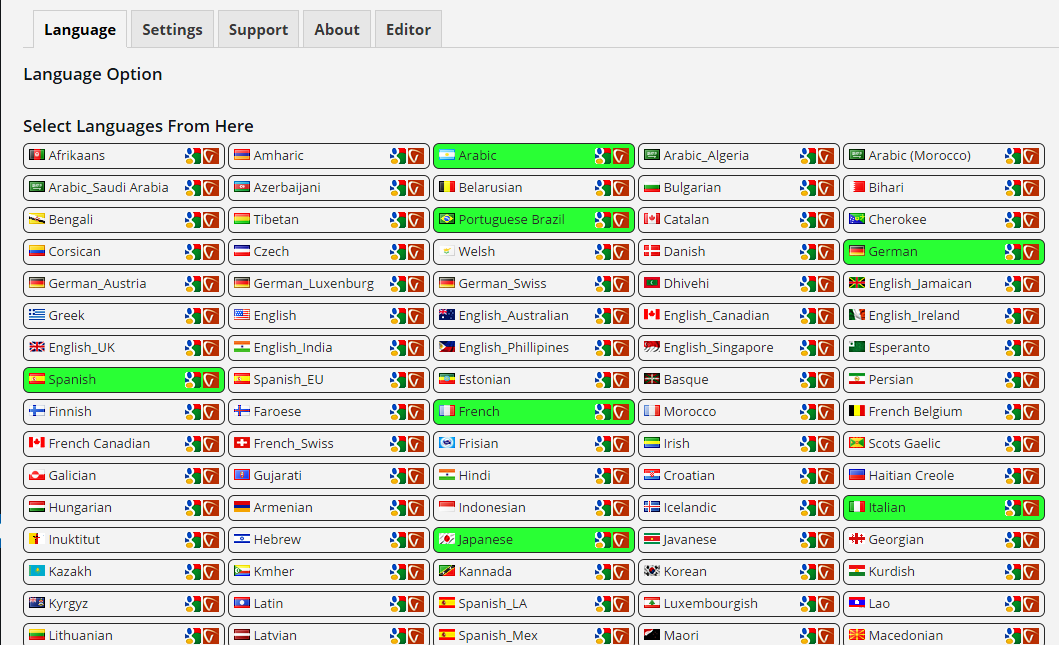 Language Settings Support About Editor
Language Option
Select Languages From Here
Afrikaans Amharic Arabic Arabic_Algeria Arabic (Morocco)
Arabic_Saudi Arabia Azerbaijani Belarusian Bulgarian Bihari
Bengali Tibetan Portuguese Brazil Catalan Cherokee
Corsican Czech Welsh Danish German
German_Austria German_Luxenburg German_Swiss Dhivehi English_Jamaican
Greek English English_Australian English_Canadian English_Ireland
English_UK English_India English_Phillipines English_Singapore Esperanto
Spanish Spanish_EU Estonian Basque Persian
Finnish Faroese French Morocco French Belgium
French Canadian French_Swiss Frisian Irish Scots Gaelic
Galician Gujarati Hindi Croatian Haitian Creole
Hungarian Armenian Indonesian Icelandic Italian
Inuktitut Hebrew Japanese Javanese Georgian
Kazakh Kmher Kannada Korean Kurdish
Kyrgyz Latin Spanish_LA Luxembourgish Lao
Lithuanian Latvian Spanish_Mex Maori Macedonian